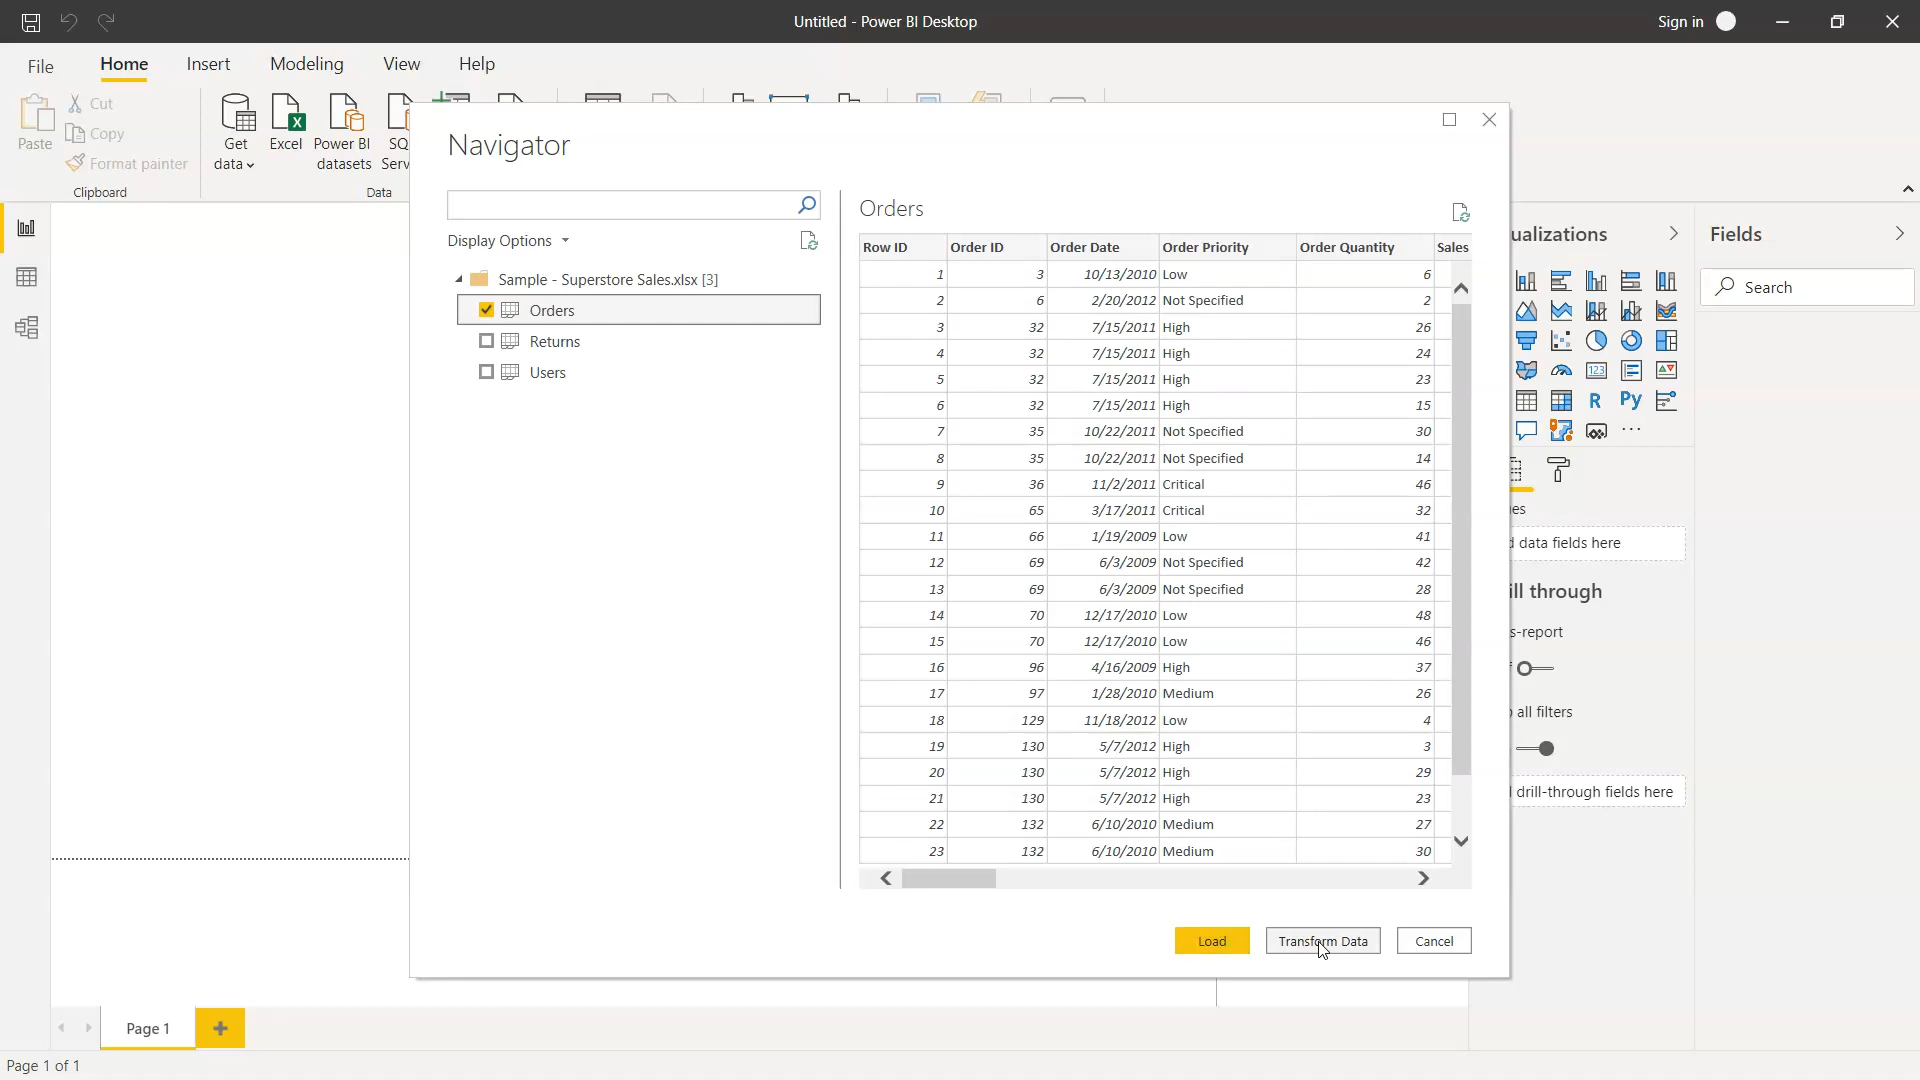 Untitled - Power BI Desktop
Sign in
File
Home
Insert
Modeling
View
Help
Paste
Cut
Copy
Format painter
Clipboard
Get data
Excel
Power BI datasets
SQ
Serv
Data
Navigator
Display Options
Sample - Superstore Sales.xlsx [3]
Orders
Returns
Users
Orders
Row ID Order ID Order Date Order Priority Order Quantity Sales
1 3 10/13/2010 Low 6
2 6 2/20/2012 Not Specified 2
3 32 7/15/2011 High 26
4 32 7/15/2011 High 24
5 32 7/15/2011 High 23
6 32 7/15/2011 High 15
7 35 10/22/2011 Not Specified 30
8 35 10/22/2011 Not Specified 14
9 36 11/2/2011 Critical 46
10 65 3/17/2011 Critical 32
11 66 1/19/2009 Low 41
12 69 6/3/2009 Not Specified 42
13 69 6/3/2009 Not Specified 28
14 70 12/17/2010 Low 48
15 70 12/17/2010 Low 46
16 96 4/16/2009 High 37
17 97 1/28/2010 Medium 26
18 129 11/18/2012 Low 4
19 130 5/7/2012 High 3
20 130 5/7/2012 High 29
21 130 5/7/2012 High 23
22 132 6/10/2010 Medium 27
23 132 6/10/2010 Medium 30
Load
Transform Data
Cancel
ualizations
123
R
Py
es
d data fields here
ill through
s-report
all filters
drill-through fields here
Fields
Search
Page 1
Page 1 of 1